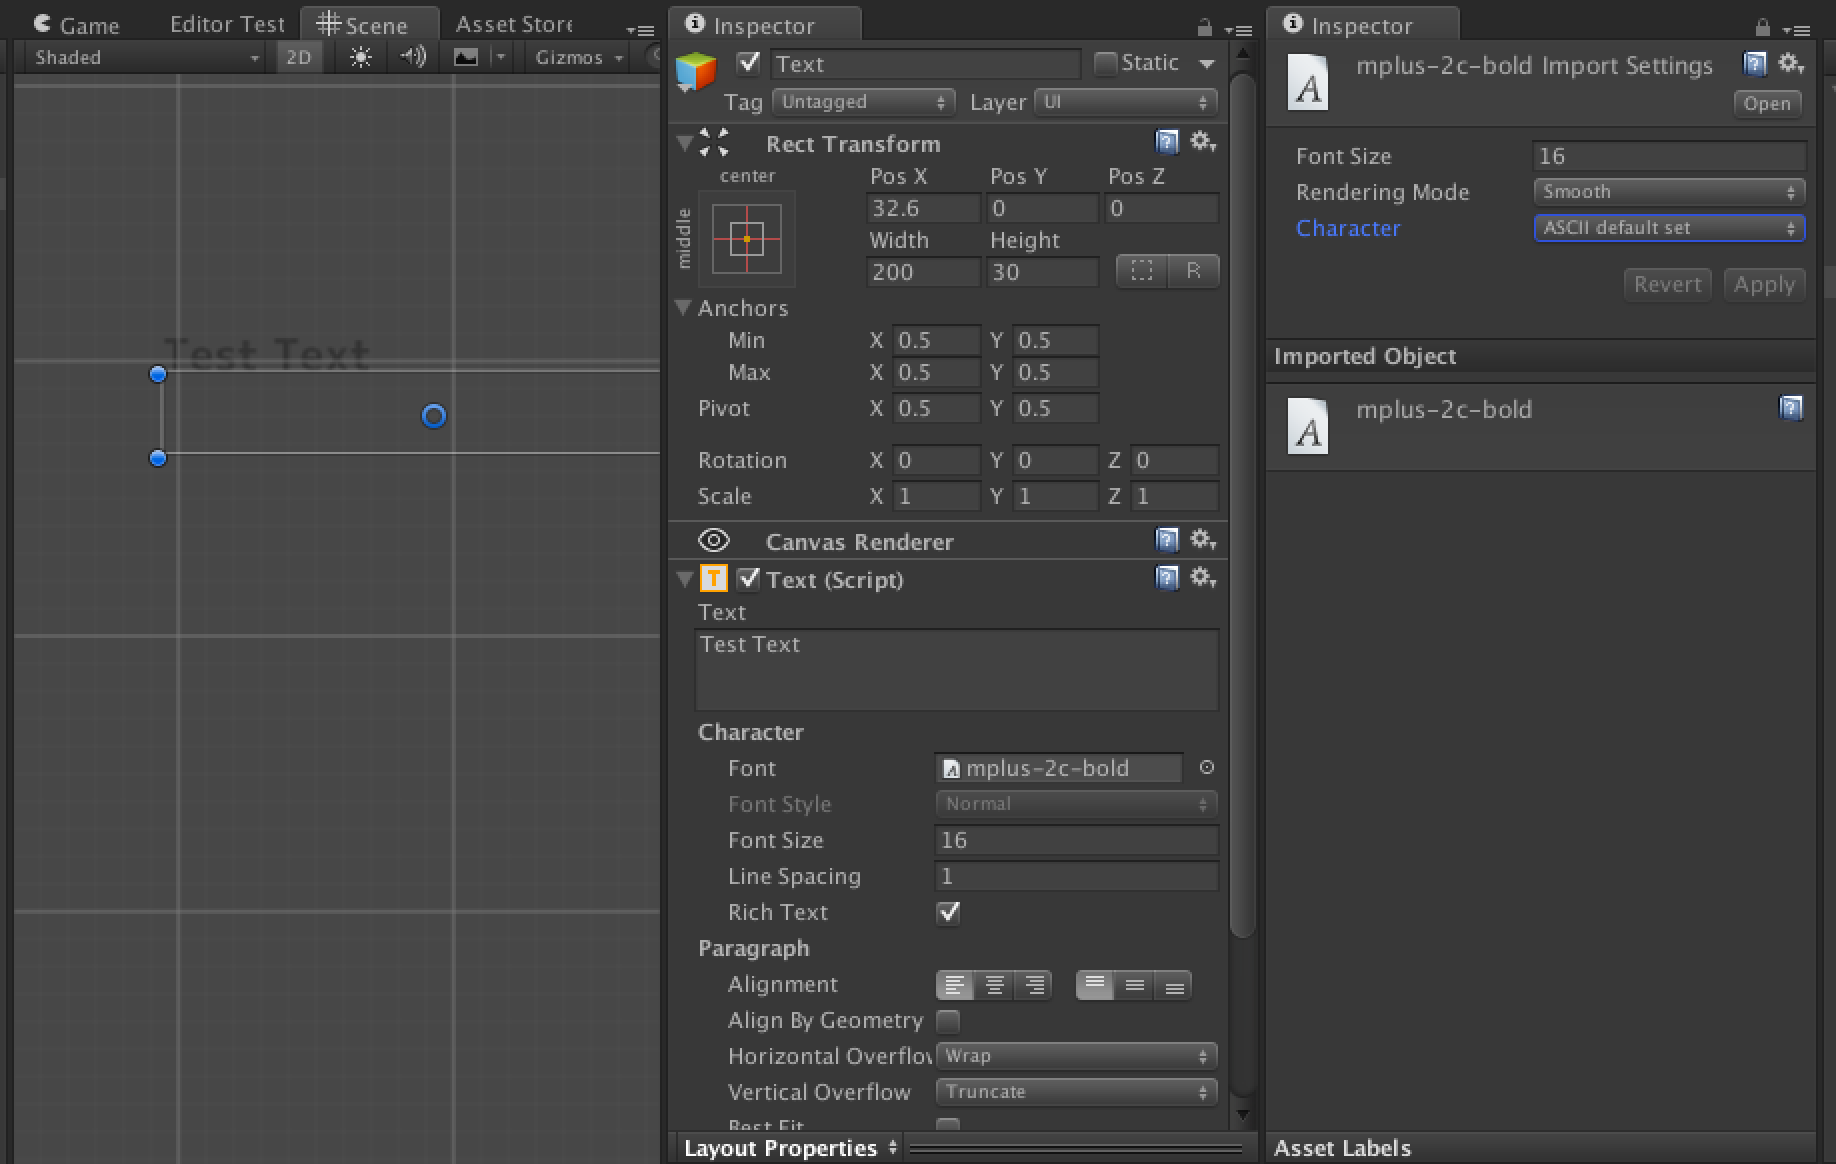 Game Editor Test Scene Asset Store
Shaded 2D Gizmos
Test Text
Inspector
Text Static
Tag Untagged Layer UI
Rect Transform
center
middle
Pos X Pos Y Pos Z
32.6 0 0
Width Height
200 30 R
Anchors
Min X 0.5 Y 0.5
Max X 0.5 Y 0.5
Pivot X 0.5 Y 0.5
Rotation X 0 Y 0 Z 0
Scale X 1 Y 1 Z 1
Canvas Renderer
T Text (Script)
Text
Test Text
Character
Font mplus-2c-bold
Font Style Normal
Font Size 16
Line Spacing 1
Rich Text
Paragraph
Alignment
Align By Geometry
Horizontal Overflow Wrap
Vertical Overflow Truncate
Best Fit
Layout Properties
Inspector
A mplus-2c-bold Import Settings
Open
Font Size 16
Rendering Mode Smooth
Character ASCII default set
Revert Apply
Imported Object
A mplus-2c-bold
Asset Labels